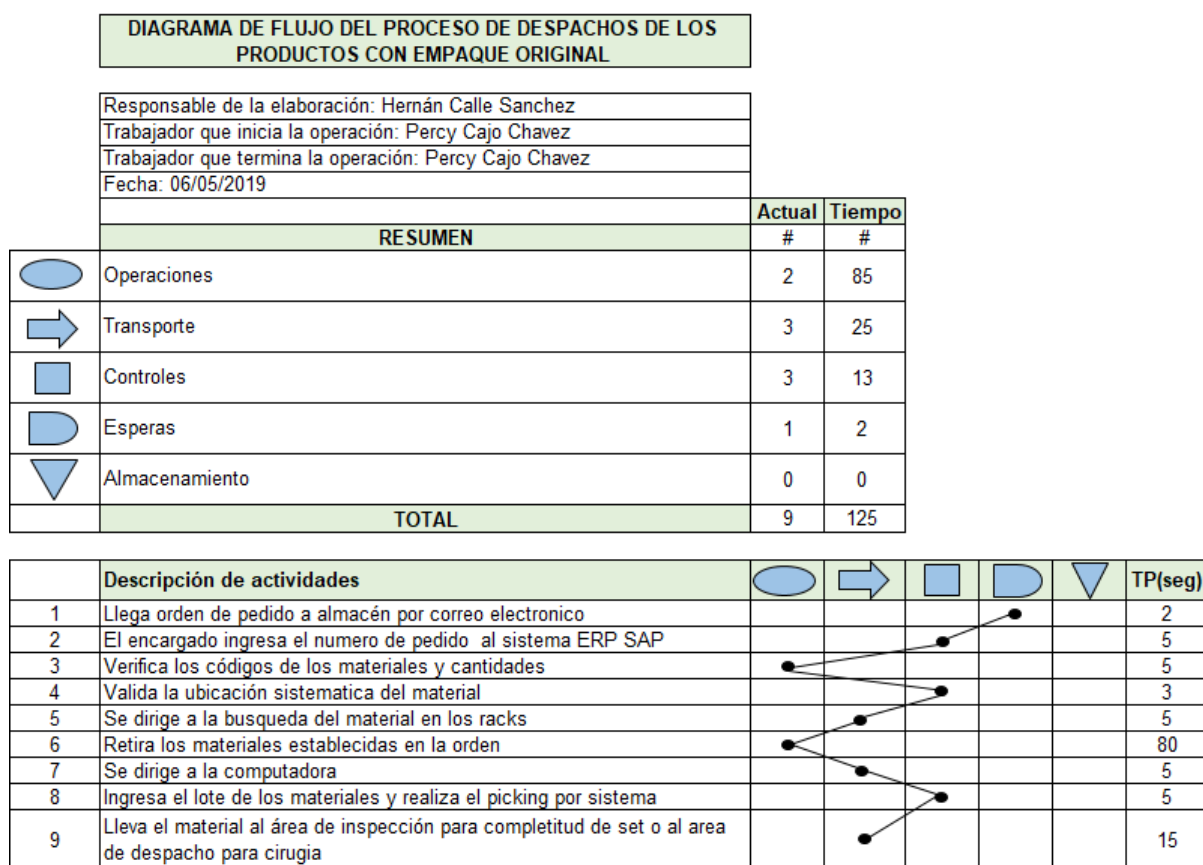 DIAGRAMA DE FLUJO DEL PROCESO DE DESPACHOS DE LOS
PRODUCTOS CON EMPAQUE ORIGINAL
Responsable de la elaboración: Hernán Calle Sanchez
Trabajador que inicia la operación: Percy Cajo Chavez
Trabajador que termina la operación: Percy Cajo Chavez
Fecha: 06/05/2019
Actual Tiempo
RESUMEN # #
Operaciones 2 85
Transporte 3 25
Controles 3 13
Esperas 1 2
Almacenamiento 0 0
TOTAL 9 125
Descripción de actividades TP(seg)
1 Llega orden de pedido a almacén por correo electronico 2
2 El encargado ingresa el numero de pedido al sistema ERP SAP 5
3 Verifica los códigos de los materiales y cantidades 5
4 Valida la ubicación sistematica del material 3
5 Se dirige a la busqueda del material en los racks 5
6 Retira los materiales establecidas en la orden 80
7 Se dirige a la computadora 5
8 Ingresa el lote de los materiales y realiza el picking por sistema 5
9 Lleva el material al área de inspección para completitud de set o al area
de despacho para cirugia 15